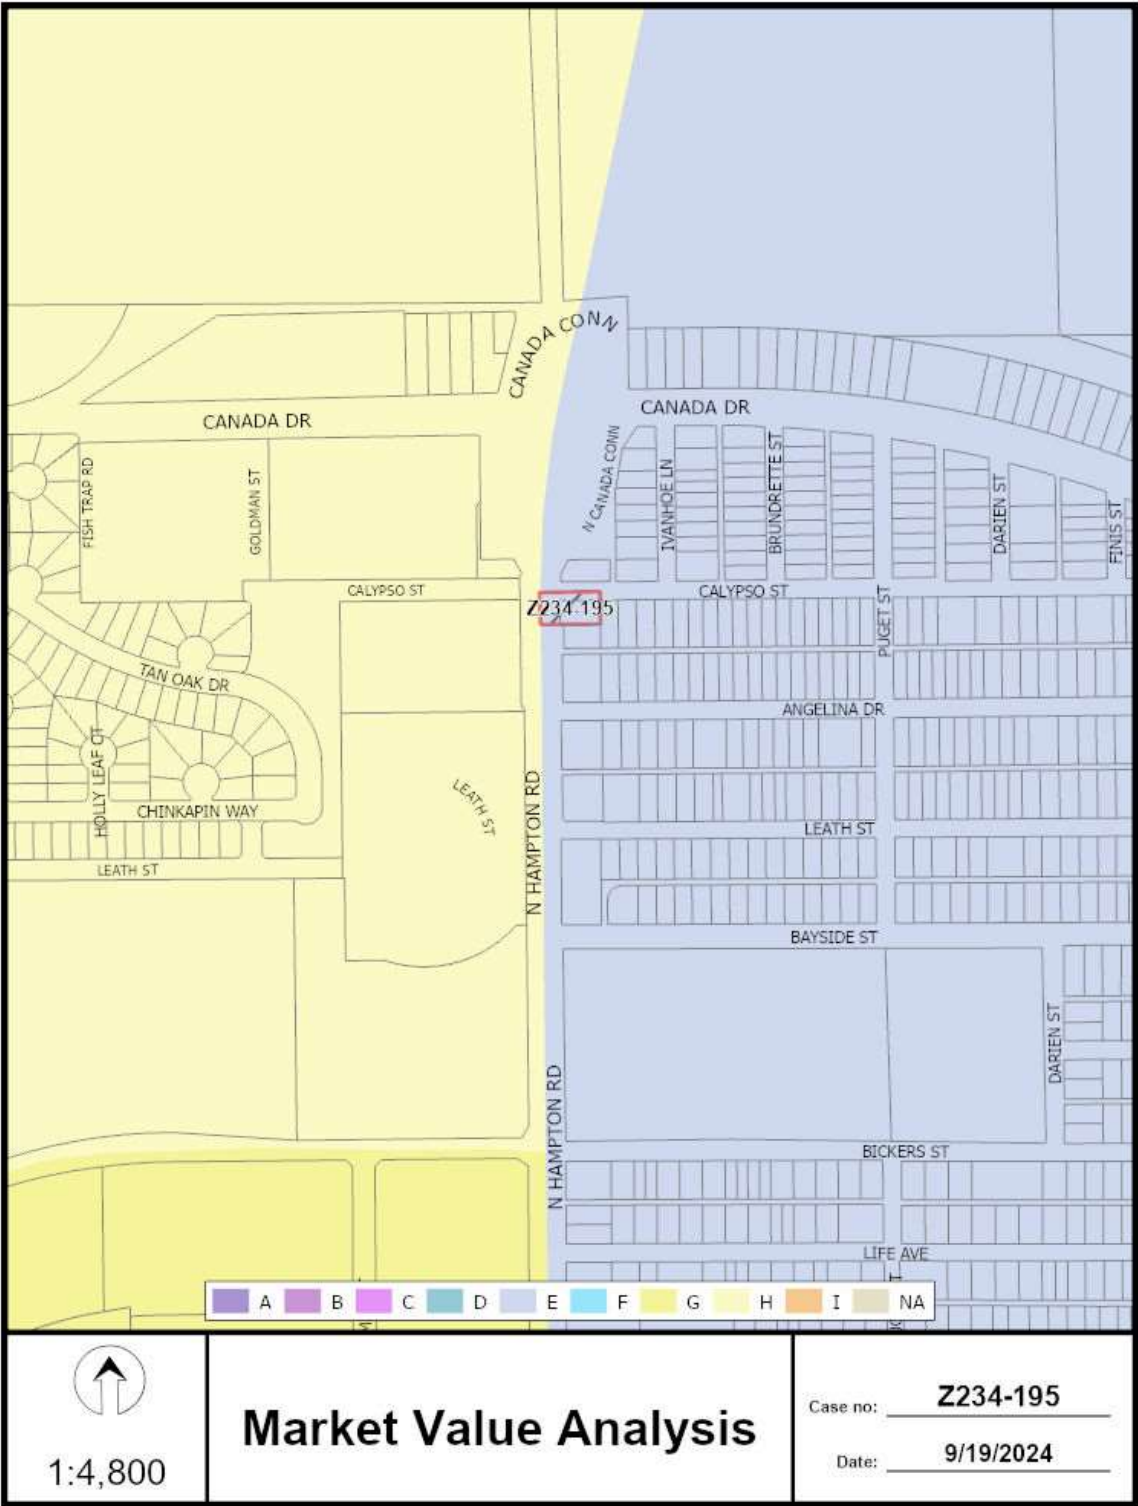 CANADA CONN
CANADA DR
CANADA DR
FISH TRAP RD
GOLDMAN ST
N CANADA CONN
IVANHOE LN
BRUNDRETTE ST
DARIEN ST
FINIS ST
CALYPSO ST
CALYPSO ST
Z234-195
PUGET ST
TAN OAK DR
ANGELINA DR
HOLLY LEAF CT
CHINKAPIN WAY
LEATH ST
N HAMPTON RD
LEATH ST
LEATH ST
BAYSIDE ST
DARIEN ST
N HAMPTON RD
BICKERS ST
LIFE AVE
A B C D E F G H I NA
1:4,800
Market Value Analysis
Case no: Z234-195
Date: 9/19/2024